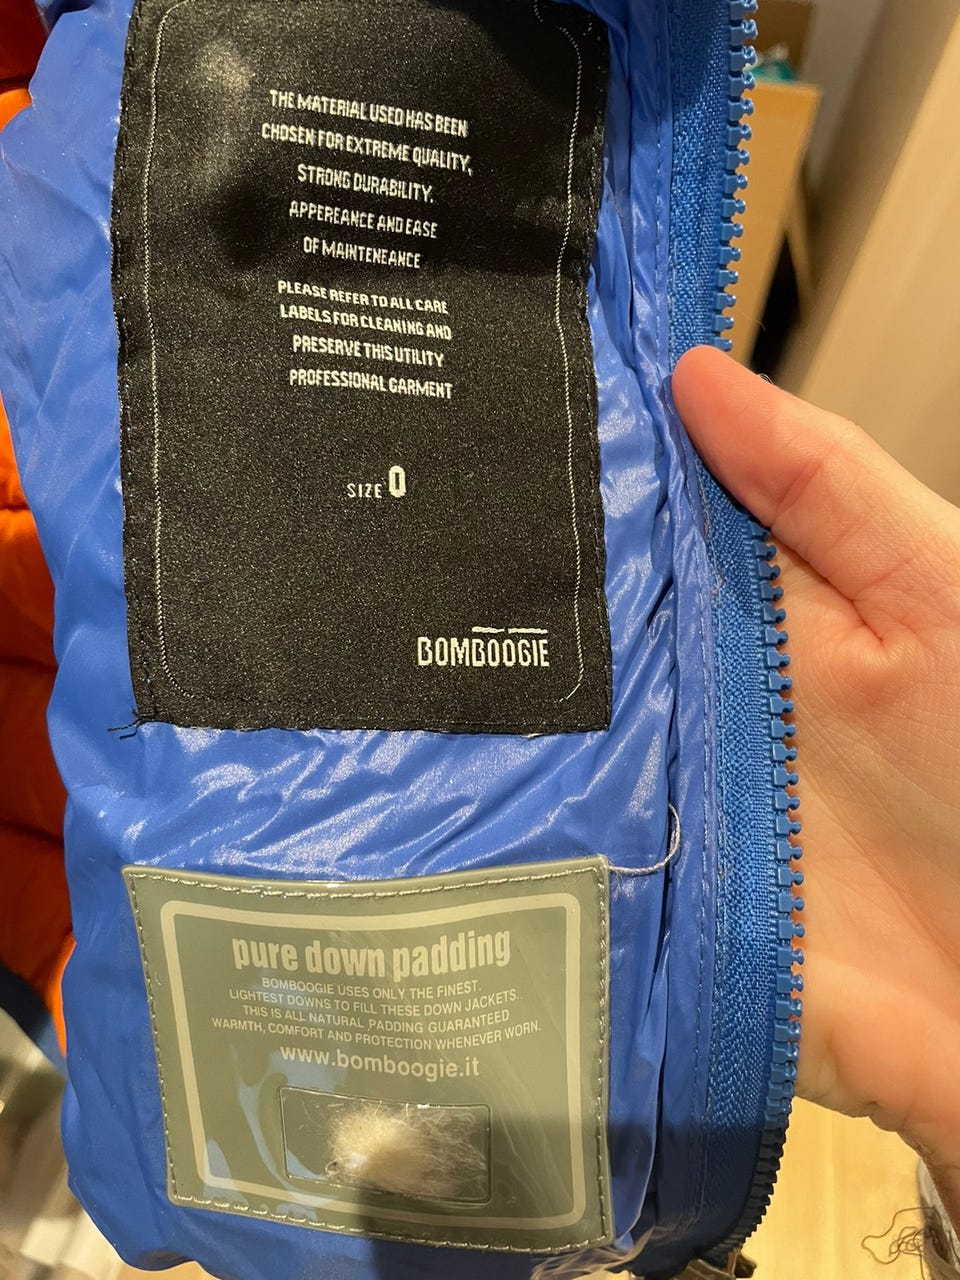 THE MATERIAL USED HAS BEEN
CHOSEN FOR EXTREME QUALITY,
STRONG DURABILITY.
APPEREANCE AND EASE
OF MAINTENEANCE
PLEASE REFER TO ALL CARE
LABELS FOR CLEANING AND
PRESERVE THIS UTILITY
PROFESSIONAL GARMENT
SIZE 0
BOMBOOGIE
pure down padding
BOMBOOGIE USES ONLY THE FINEST.
LIGHTEST DOWNS TO FILL THESE DOWN JACKETS.
THIS IS ALL NATURAL PADDING GUARANTEED
WARMTH, COMFORT AND PROTECTION WHENEVER WORN.
www.bomboogie.it